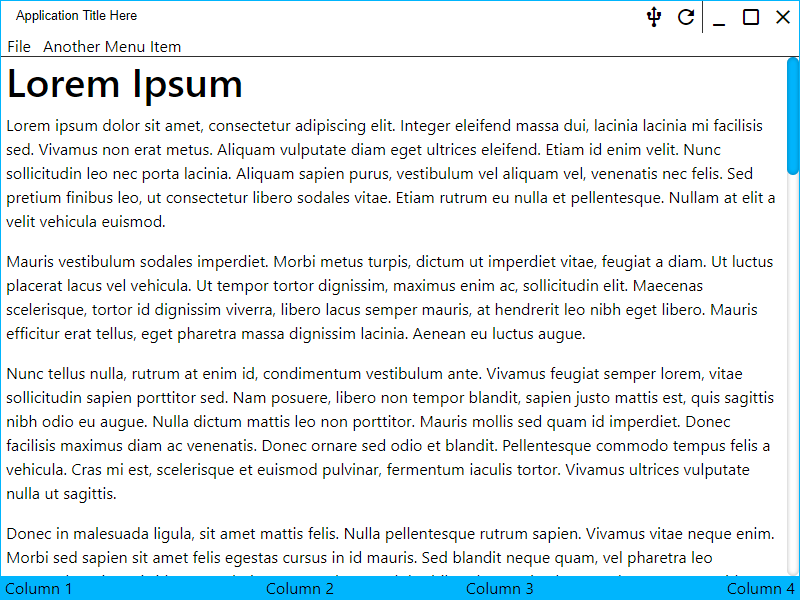 Application Title Here
File Another Menu Item
Lorem Ipsum
Lorem ipsum dolor sit amet, consectetur adipiscing elit. Integer eleifend massa dui, lacinia lacinia mi facilisis
sed. Vivamus non erat metus. Aliquam vulputate diam eget ultrices eleifend. Etiam id enim velit. Nunc
sollicitudin leo nec porta lacinia. Aliquam sapien purus, vestibulum vel aliquam vel, venenatis nec felis. Sed
pretium finibus leo, ut consectetur libero sodales vitae. Etiam rutrum eu nulla et pellentesque. Nullam at elit a
velit vehicula euismod.
Mauris vestibulum sodales imperdiet. Morbi metus turpis, dictum ut imperdiet vitae, feugiat a diam. Ut luctus
placerat lacus vel vehicula. Ut tempor tortor dignissim, maximus enim ac, sollicitudin elit. Maecenas
scelerisque, tortor id dignissim viverra, libero lacus semper mauris, at hendrerit leo nibh eget libero. Mauris
efficitur erat tellus, eget pharetra massa dignissim lacinia. Aenean eu luctus augue.
Nunc tellus nulla, rutrum at enim id, condimentum vestibulum ante. Vivamus feugiat semper lorem, vitae
sollicitudin sapien porttitor sed. Nam posuere, libero non tempor blandit, sapien justo mattis est, quis sagittis
nibh odio eu augue. Nulla dictum mattis leo non porttitor. Mauris mollis sed quam id imperdiet. Donec
facilisis maximus diam ac venenatis. Donec ornare sed odio et blandit. Pellentesque commodo tempus felis a
vehicula. Cras mi est, scelerisque et euismod pulvinar, fermentum iaculis tortor. Vivamus ultrices vulputate
nulla ut sagittis.
Donec in malesuada ligula, sit amet mattis felis. Nulla pellentesque rutrum sapien. Vivamus vitae neque enim.
Morbi sed sapien sit amet felis egestas cursus in id mauris. Sed blandit neque quam, vel pharetra leo
Column 1 Column 2 Column 3 Column 4